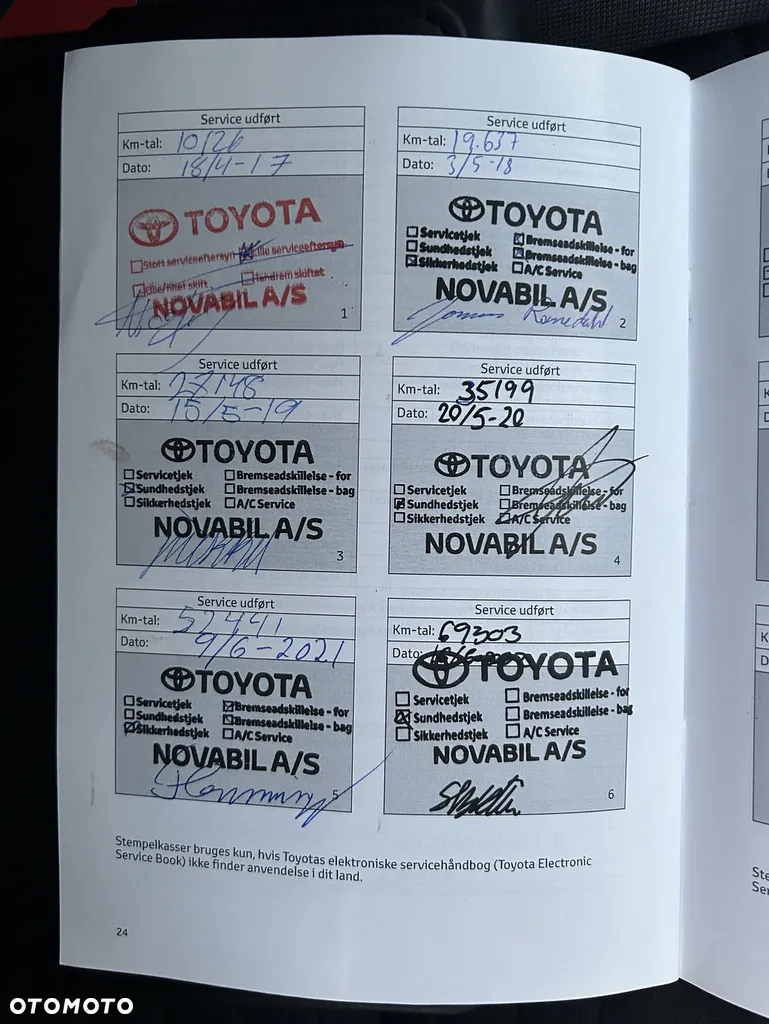 Service udført
Km-tal: 10126
Dato: 18/4-17
TOYOTA
Stort serviceeftersyn Lille serviceeftersyn
Olie/filter skift Tandrem skiftet
NOVABIL A/S
1
Service udført
Km-tal: 19.637
Dato: 3/5-18
TOYOTA
Servicetjek Bremseadskillelse - for
Sundhedstjek Bremseadskillelse - bag
Sikkerhedstjek A/C Service
NOVABIL A/S
2
Service udført
Km-tal: 27148
Dato: 15/5-19
TOYOTA
Servicetjek Bremseadskillelse - for
Sundhedstjek Bremseadskillelse - bag
Sikkerhedstjek A/C Service
NOVABIL A/S
3
Service udført
Km-tal: 35199
Dato: 20/5-20
TOYOTA
Servicetjek Bremseadskillelse - for
Sundhedstjek Bremseadskillelse - bag
Sikkerhedstjek A/C Service
NOVABIL A/S
4
Service udført
Km-tal: 52441
Dato: 9/6-2021
TOYOTA
Servicetjek Bremseadskillelse - for
Sundhedstjek Bremseadskillelse - bag
Sikkerhedstjek A/C Service
NOVABIL A/S
5
Service udført
Km-tal: 69303
Dato:
TOYOTA
Servicetjek Bremseadskillelse - for
Sundhedstjek Bremseadskillelse - bag
Sikkerhedstjek A/C Service
NOVABIL A/S
6
Stempelkasser bruges kun, hvis Toyotas elektroniske servicehåndbog (Toyota Electronic
Service Book) ikke finder anvendelse i dit land.
24
OTOMOTO